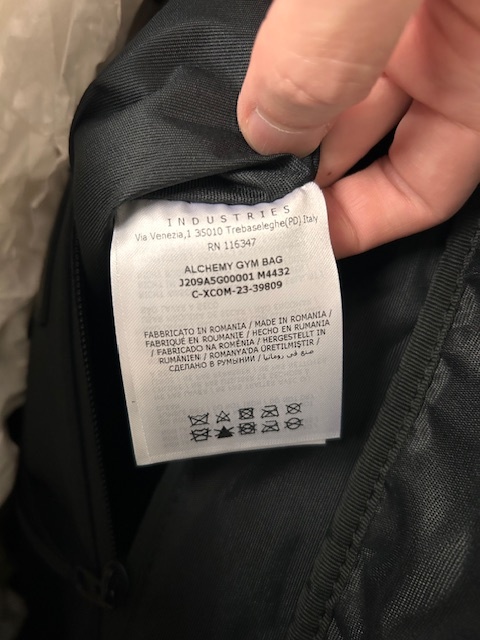 INDUSTRIES
Via Venezia,1 35010 Trebaseleghe(PD) Italy
RN 116347
ALCHEMY GYM BAG
J209A5G00001 M4432
C-XCOM-23-39809
FABBRICATO IN ROMANIA / MADE IN ROMANIA /
FABRIQUÉ EN ROUMANIE / HECHO EN RUMANIA
/ FABRICADO NA ROMÉNIA / HERGESTELLT IN
RUMÄNIEN / ROMANYA'DA ÜRETILMIŞTIR /
СДЕЛАНО В РУМЫНИИ / صنع في رومانيا